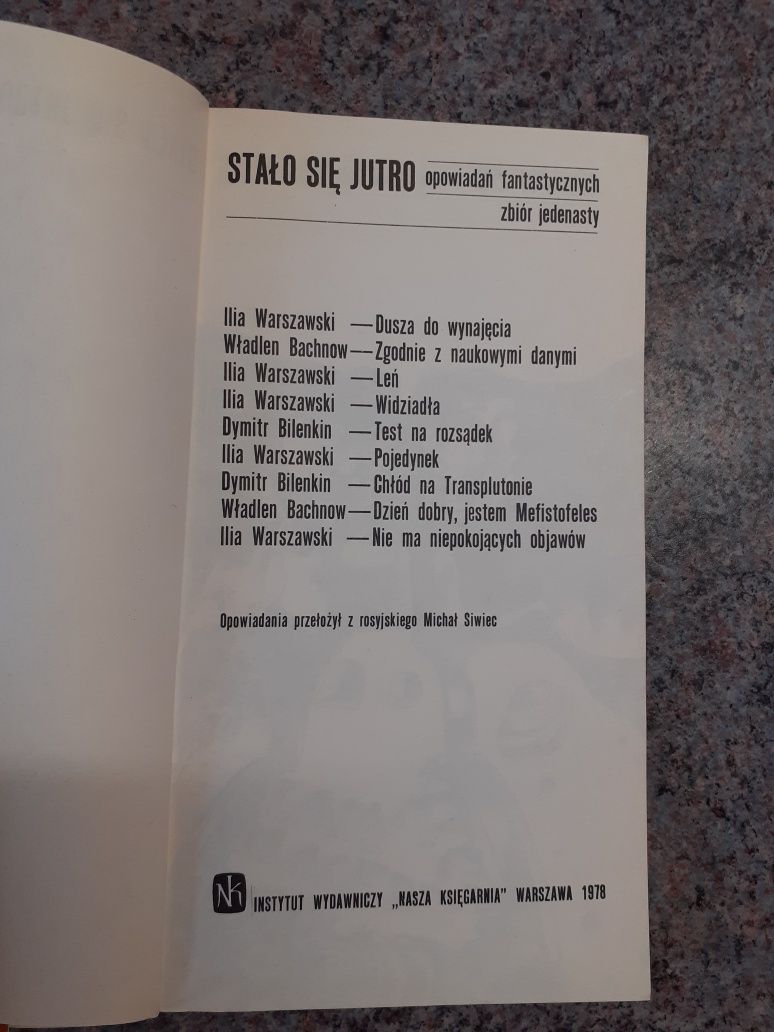 STAŁO SIĘ JUTRO opowiadań fantastycznych
zbiór jedenasty
Ilia Warszawski — Dusza do wynajęcia
Władlen Bachnow — Zgodnie z naukowymi danymi
Ilia Warszawski — Leń
Ilia Warszawski — Widziadła
Dymitr Bilenkin — Test na rozsądek
Ilia Warszawski — Pojedynek
Dymitr Bilenkin — Chłód na Transplutonie
Władlen Bachnow — Dzień dobry, jestem Mefistofeles
Ilia Warszawski — Nie ma niepokojących objawów
Opowiadania przełożył z rosyjskiego Michał Siwiec
NK INSTYTUT WYDAWNICZY „NASZA KSIĘGARNIA” WARSZAWA 1978